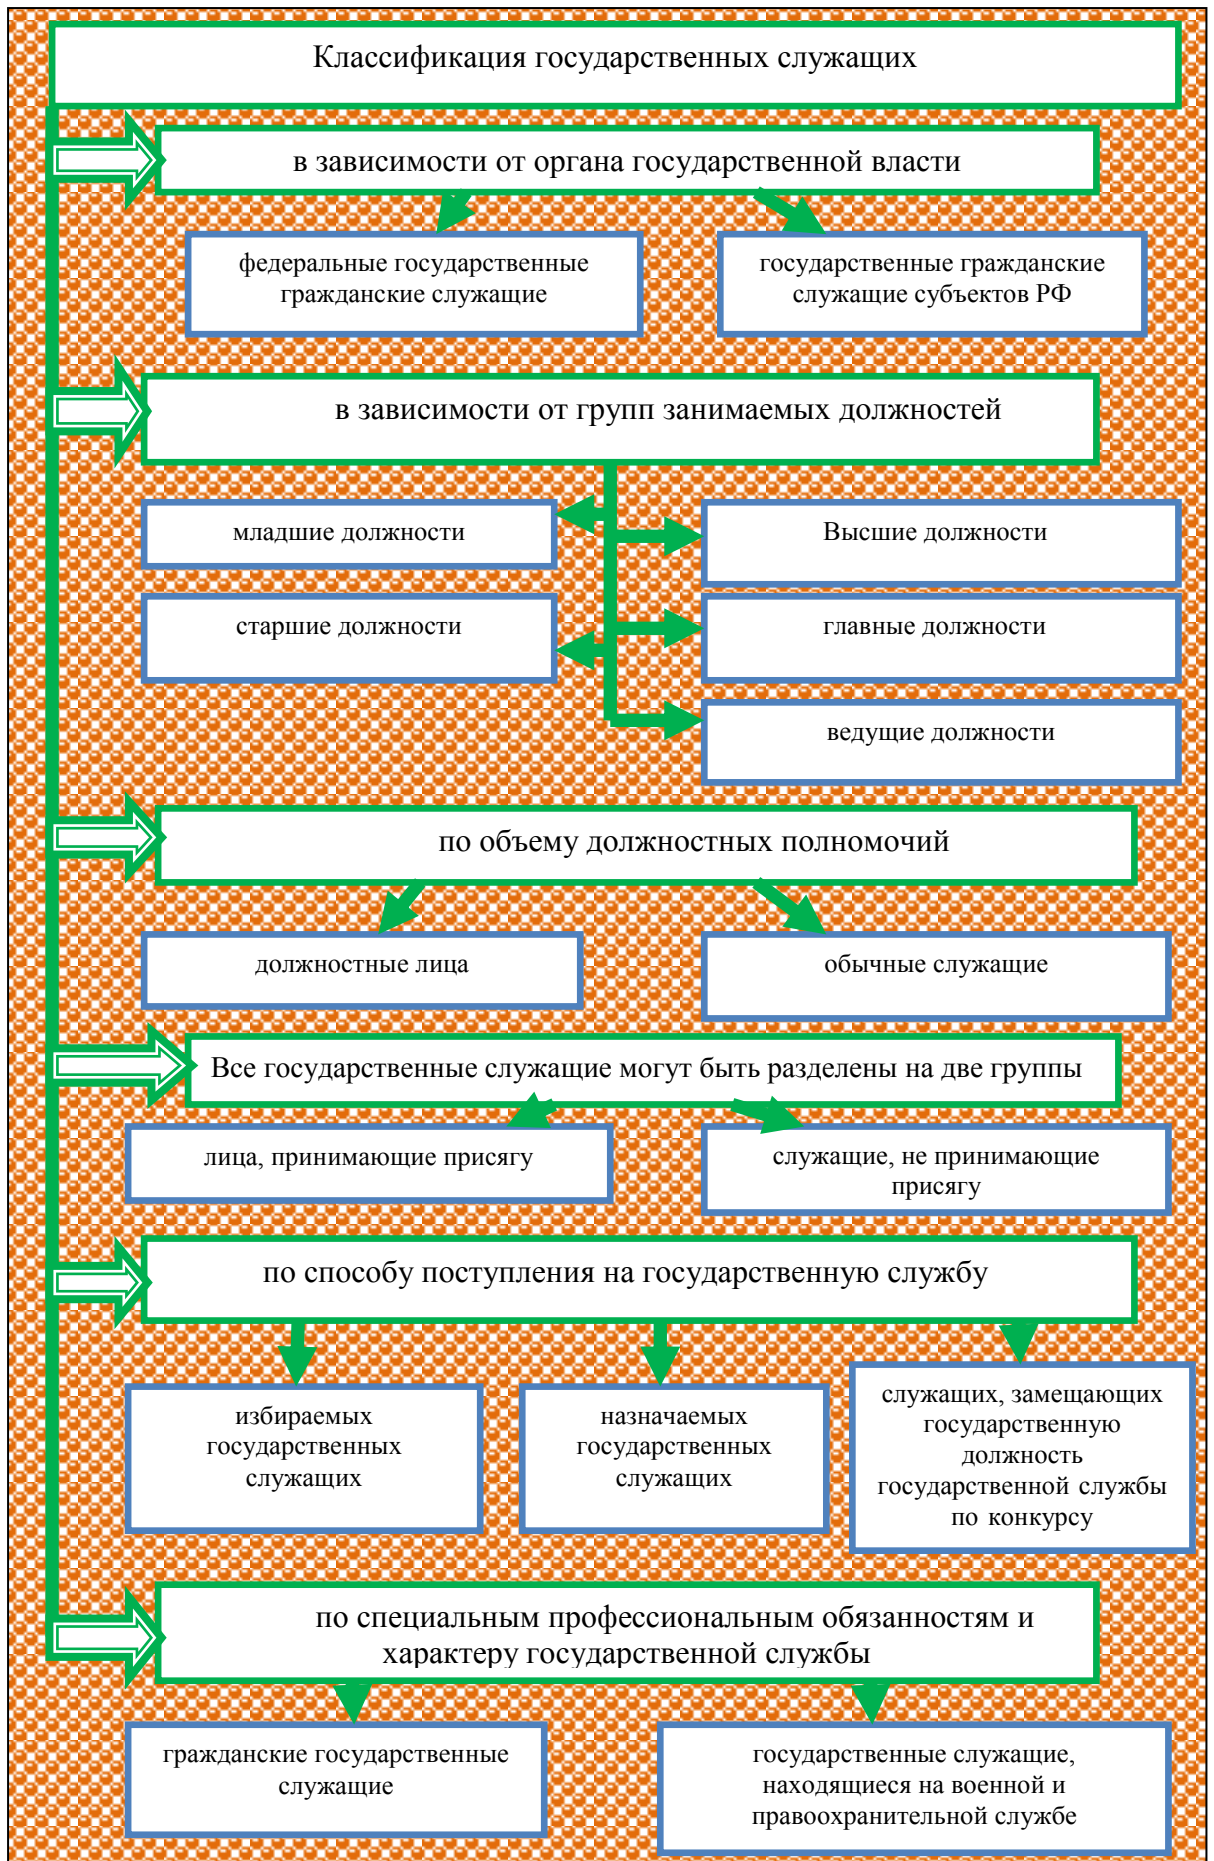 Классификация государственных служащих
в зависимости от органа государственной власти
федеральные государственные
гражданские служащие
государственные гражданские
служащие субъектов РФ
в зависимости от групп занимаемых должностей
младшие должности
Высшие должности
старшие должности
главные должности
ведущие должности
по объему должностных полномочий
должностные лица
обычные служащие
Все государственные служащие могут быть разделены на две группы
лица, принимающие присягу
служащие, не принимающие
присягу
по способу поступления на государственную службу
избираемых
государственных
служащих
назначаемых
государственных
служащих
служащих, замещающих
государственную
должность
государственной службы
по конкурсу
по специальным профессиональным обязанностям и
характеру государственной службы
гражданские государственные
служащие
государственные служащие,
находящиеся на военной и
правоохранительной службе